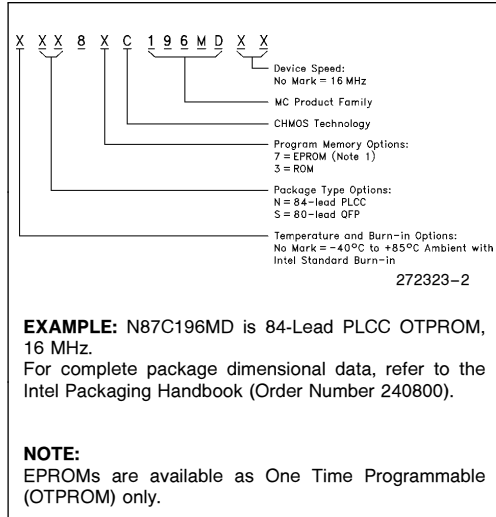 X XX 8 X C 196MD X X
Device Speed:
No Mark = 16 MHz
MC Product Family
CHMOS Technology
Program Memory Options:
7 = EPROM (Note 1)
3 = ROM
Package Type Options:
N = 84-lead PLCC
S = 80-lead QFP
Temperature and Burn-in Options:
No Mark = -40°C to +85°C Ambient with
Intel Standard Burn-in
272323-2
EXAMPLE: N87C196MD is 84-Lead PLCC OTPROM,
16 MHz.
For complete package dimensional data, refer to the
Intel Packaging Handbook (Order Number 240800).
NOTE:
EPROMs are available as One Time Programmable
(OTPROM) only.